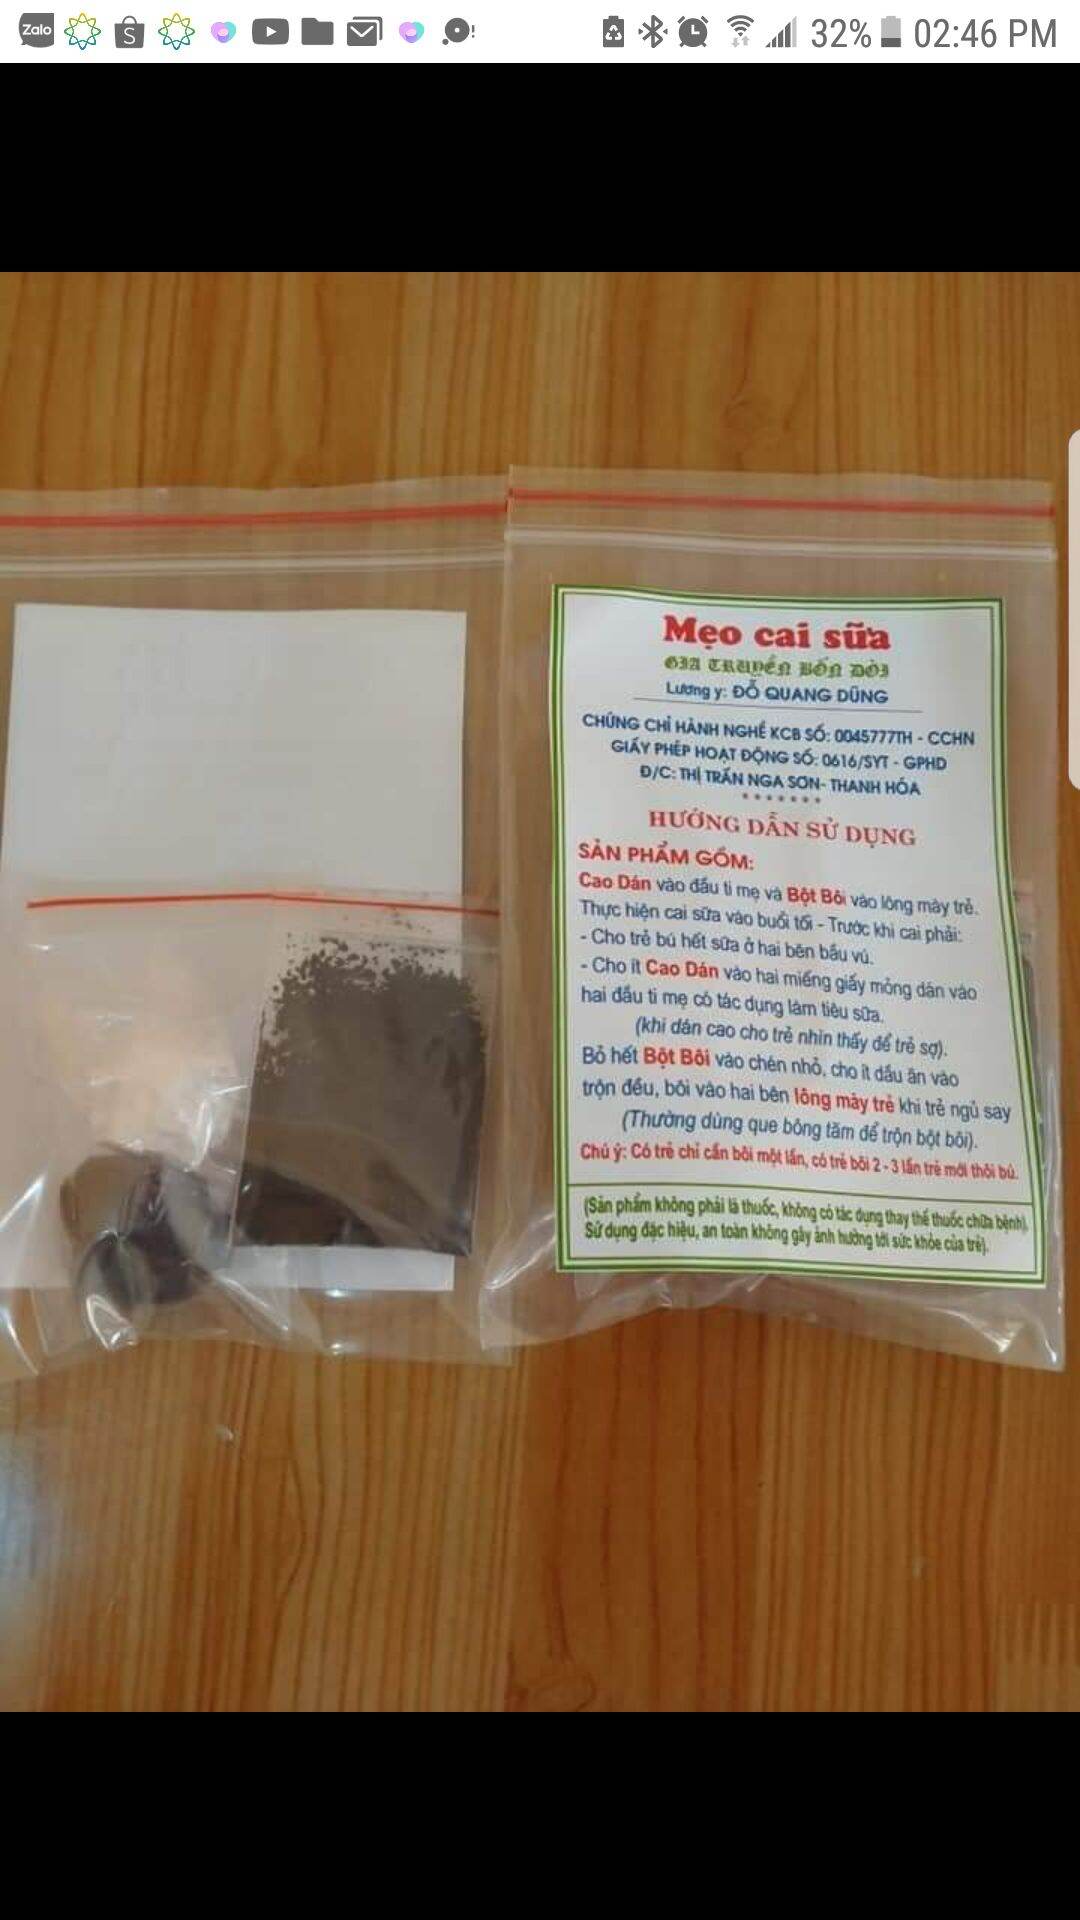 Zalo
S
32% 02:46 PM
Mẹo cai sữa
GIA TRUYỀN BỐN ĐỜI
Lương y: ĐỖ QUANG DŨNG
CHỨNG CHỈ HÀNH NGHỀ KCB SỐ: 0045777TH - CCHN
GIẤY PHÉP HOẠT ĐỘNG SỐ: 0616/SYT - GPHD
Đ/C: THỊ TRẤN NGA SƠN- THANH HÓA
*******
HƯỚNG DẪN SỬ DỤNG
SẢN PHẨM GỒM:
Cao Dán vào đầu ti mẹ và Bột Bôi vào lông mày trẻ.
Thực hiện cai sữa vào buổi tối - Trước khi cai phải:
- Cho trẻ bú hết sữa ở hai bên bầu vú.
- Cho ít Cao Dán vào hai miếng giấy mỏng dán vào
hai đầu ti mẹ có tác dụng làm tiêu sữa.
(khi dán cao cho trẻ nhìn thấy để trẻ sợ).
Bỏ hết Bột Bôi vào chén nhỏ, cho ít dầu ăn vào
trộn đều, bôi vào hai bên lông mày trẻ khi trẻ ngủ say
(Thường dùng que bông tăm để trộn bột bôi).
Chú ý: Có trẻ chỉ cần bôi một lần, có trẻ bôi 2 - 3 lần trẻ mới thôi bú.
(Sản phẩm không phải là thuốc, không có tác dụng thay thế thuốc chữa bệnh).
Sử dụng đặc hiệu, an toàn không gây ảnh hưởng tới sức khỏe của trẻ).